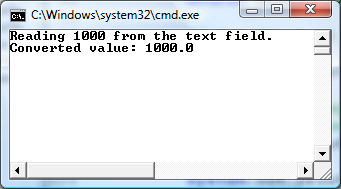 C:\Windows\system32\cmd.exe
Reading 1000 from the text field.
Converted value: 1000.0